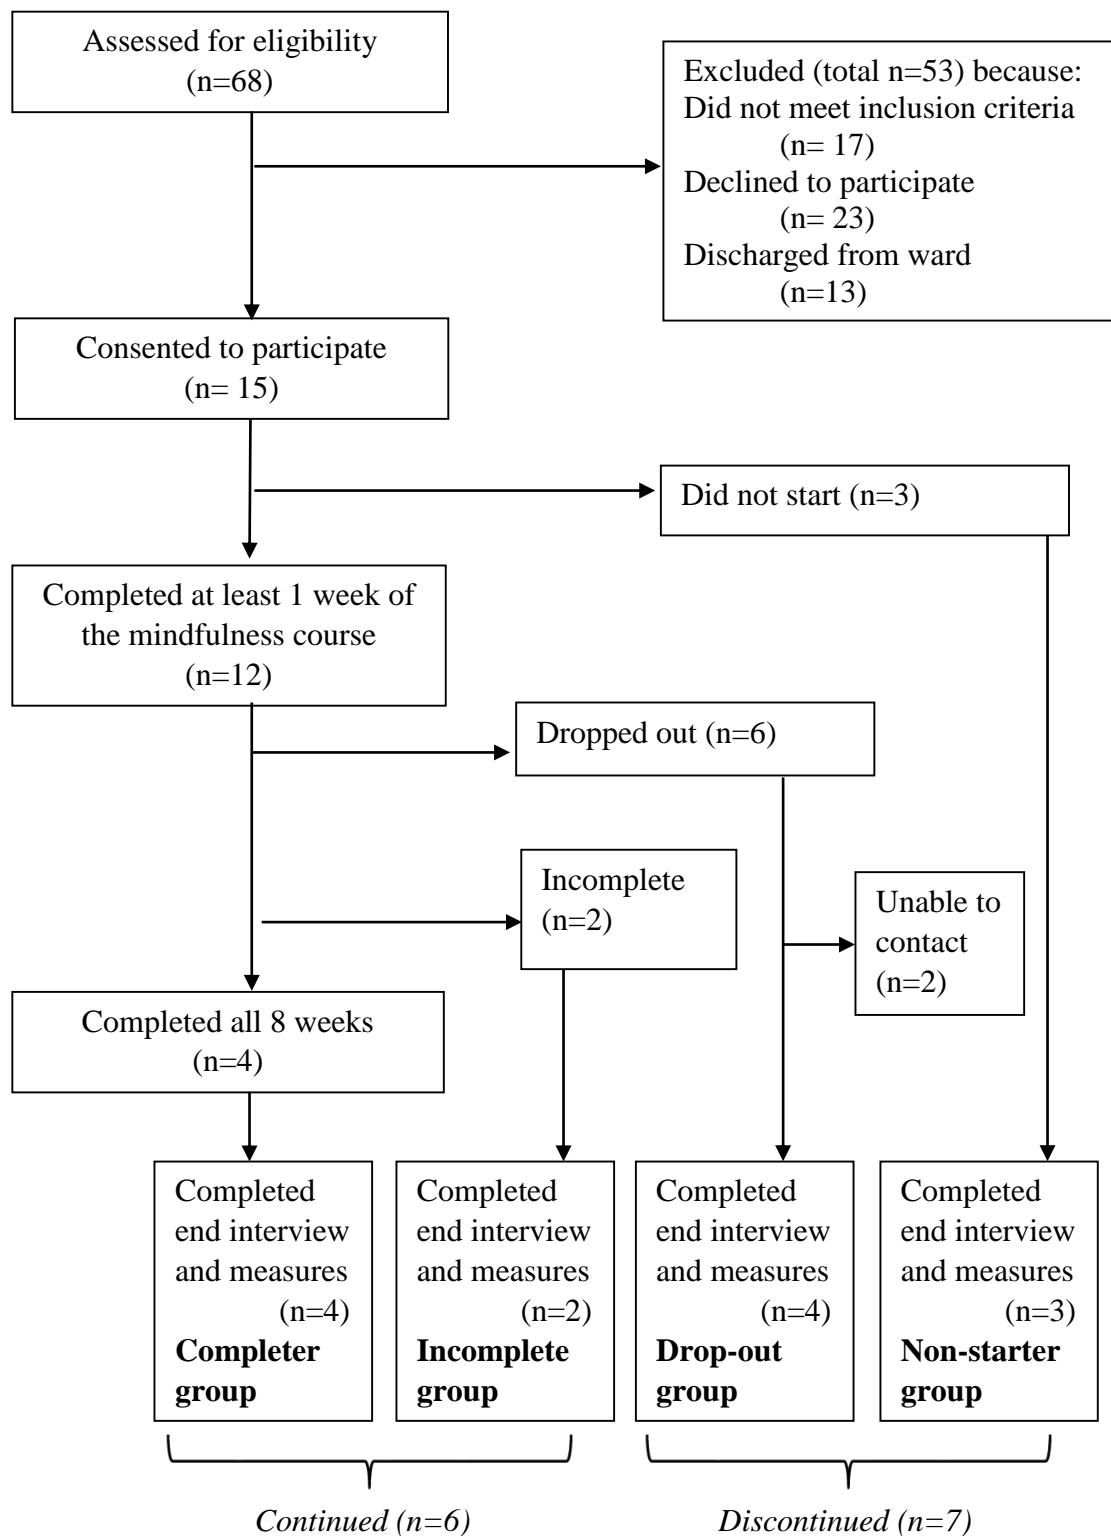 Assessed for eligibility
(n=68)
Excluded (total n=53) because:
Did not meet inclusion criteria
(n= 17)
Declined to participate
(n= 23)
Discharged from ward
(n=13)
Consented to participate
(n= 15)
Did not start (n=3)
Completed at least 1 week of
the mindfulness course
(n=12)
Dropped out (n=6)
Incomplete
(n=2)
Unable to
contact
(n=2)
Completed all 8 weeks
(n=4)
Completed
end interview
and measures
(n=4)
Completer
group
Completed
end interview
and measures
(n=2)
Incomplete
group
Completed
end interview
and measures
(n=4)
Drop-out
group
Completed
end interview
and measures
(n=3)
Non-starter
group
Continued (n=6)
Discontinued (n=7)